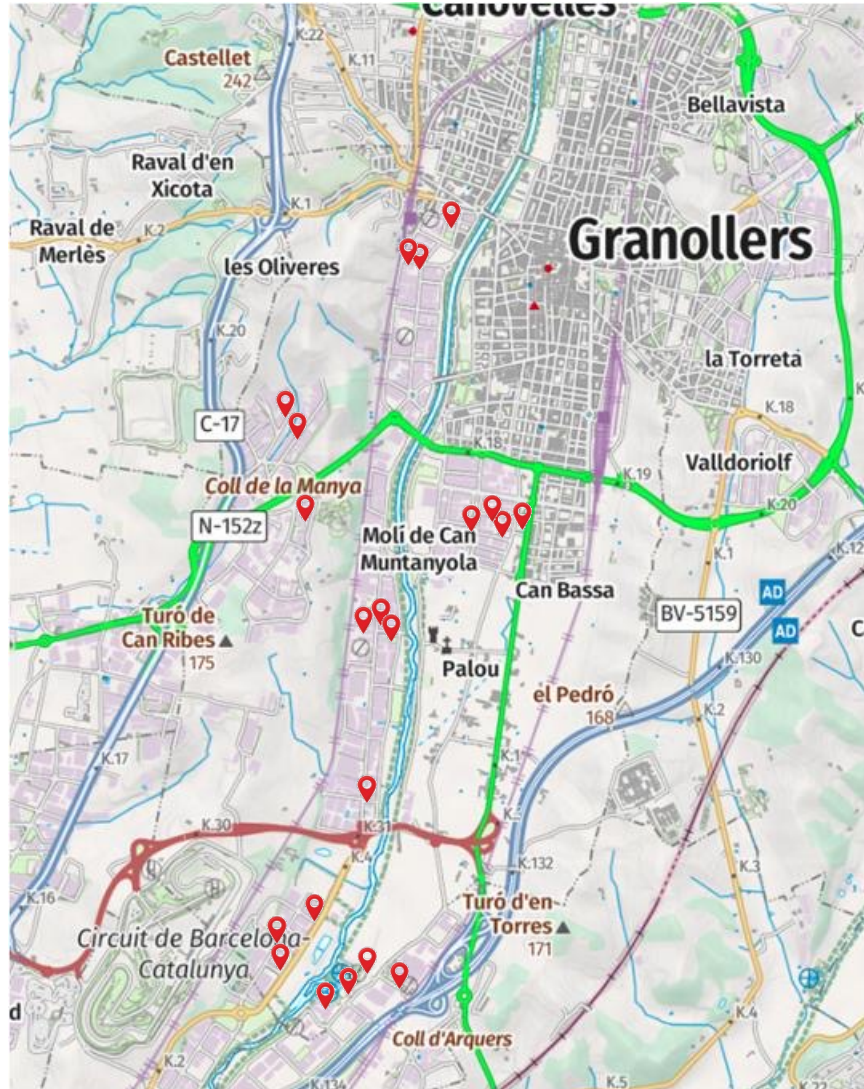 Canovelles
K.22
Castellet
242
K.11
Bellavista
Raval d'en
Xicota
K.1
K.2
Raval de
Merlès
les Oliveres
Granollers
K.20
la Torreta
C-17
K.18
K.18
Valldoriolf
K.19
Coll de la Manya
K.20
N-152z
Molí de Can
Muntanyola
K.1
K.12
Can Bassa
AD
BV-5159
Turó de
Can Ribes
175
AD
K.130
Palou
el Pedró
168
K.2
K.17
K.1
K.30
K.31
K.4
K.132
K.3
K.16
Turó d'en
Torres
171
Circuit de Barcelona-
Catalunya
d
K.4
Coll d'Arquers
K.2
K.134
K.5